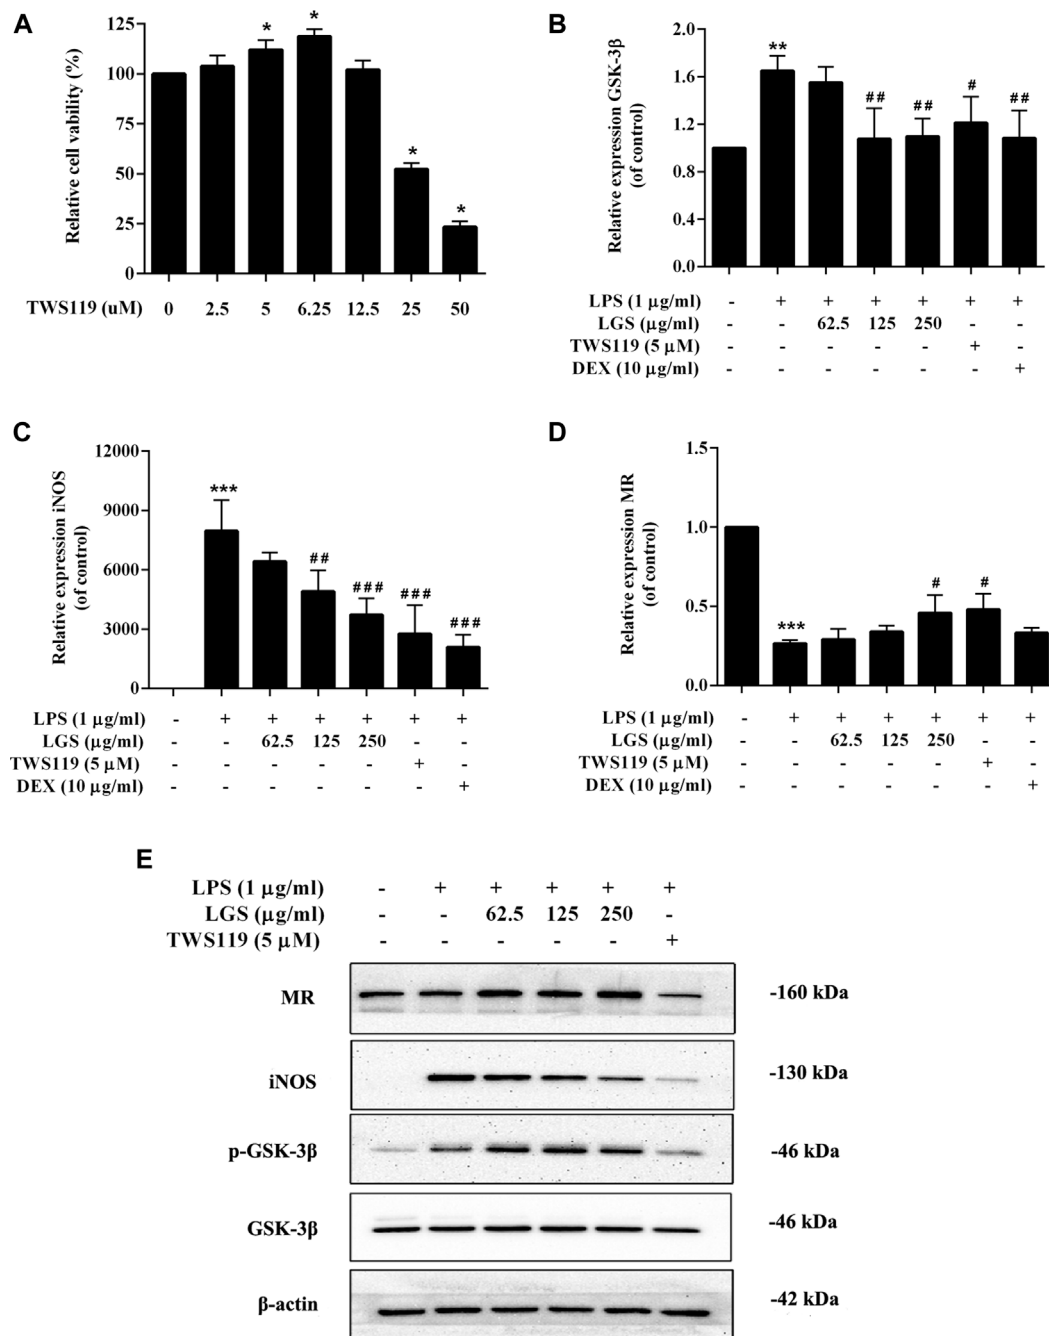 A
Relative cell vability (%)
125
100
75
50
25
0
*
*
*
*
TWS119 (uM) 0 2.5 5 6.25 12.5 25 50
B
Relative expression GSK-3β
(of control)
2.0
1.6
1.2
0.8
0.4
0.0
** ## ## # ##
LPS (1 μg/ml) - + + + + + +
LGS (μg/ml) - - 62.5 125 250 - -
TWS119 (5 μM) - - - - - + -
DEX (10 μg/ml) - - - - - - +
C
Relative expression iNOS
(of control)
12000
9000
6000
3000
0
*** ## ### ### ###
LPS (1 μg/ml) - + + + + + +
LGS (μg/ml) - - 62.5 125 250 - -
TWS119 (5 μM) - - - - - + -
DEX (10 μg/ml) - - - - - - +
D
Relative expression MR
(of control)
1.5
1.0
0.5
0.0
*** # #
LPS (1 μg/ml) - + + + + + +
LGS (μg/ml) - - 62.5 125 250 - -
TWS119 (5 μM) - - - - - + -
DEX (10 μg/ml) - - - - - - +
E
LPS (1 μg/ml) - + + + + +
LGS (μg/ml) - - 62.5 125 250 -
TWS119 (5 μM) - - - - - +
MR -160 kDa
iNOS -130 kDa
p-GSK-3β -46 kDa
GSK-3β -46 kDa
β-actin -42 kDa